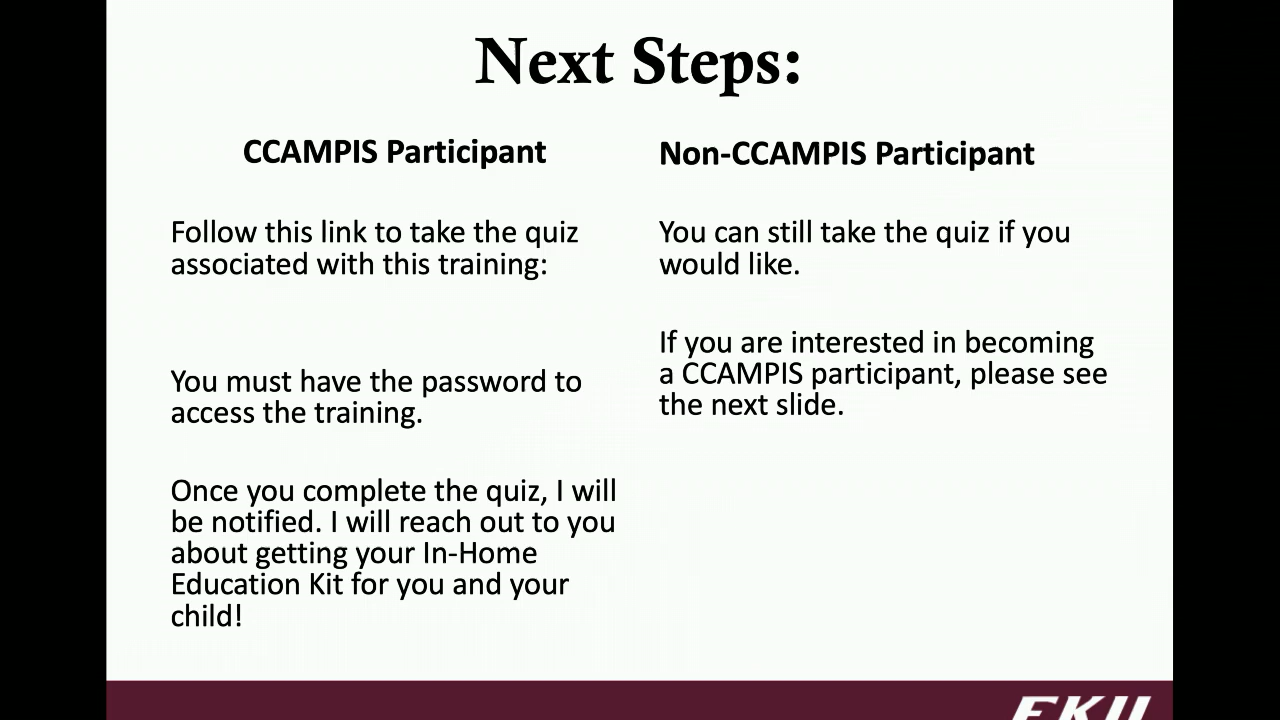 Next Steps:
CCAMPIS Participant
Follow this link to take the quiz
associated with this training:
You must have the password to
access the training.
Once you complete the quiz, I will
be notified. I will reach out to you
about getting your In-Home
Education Kit for you and your
child!
Non-CCAMPIS Participant
You can still take the quiz if you
would like.
If you are interested in becoming
a CCAMPIS participant, please see
the next slide.
EKU